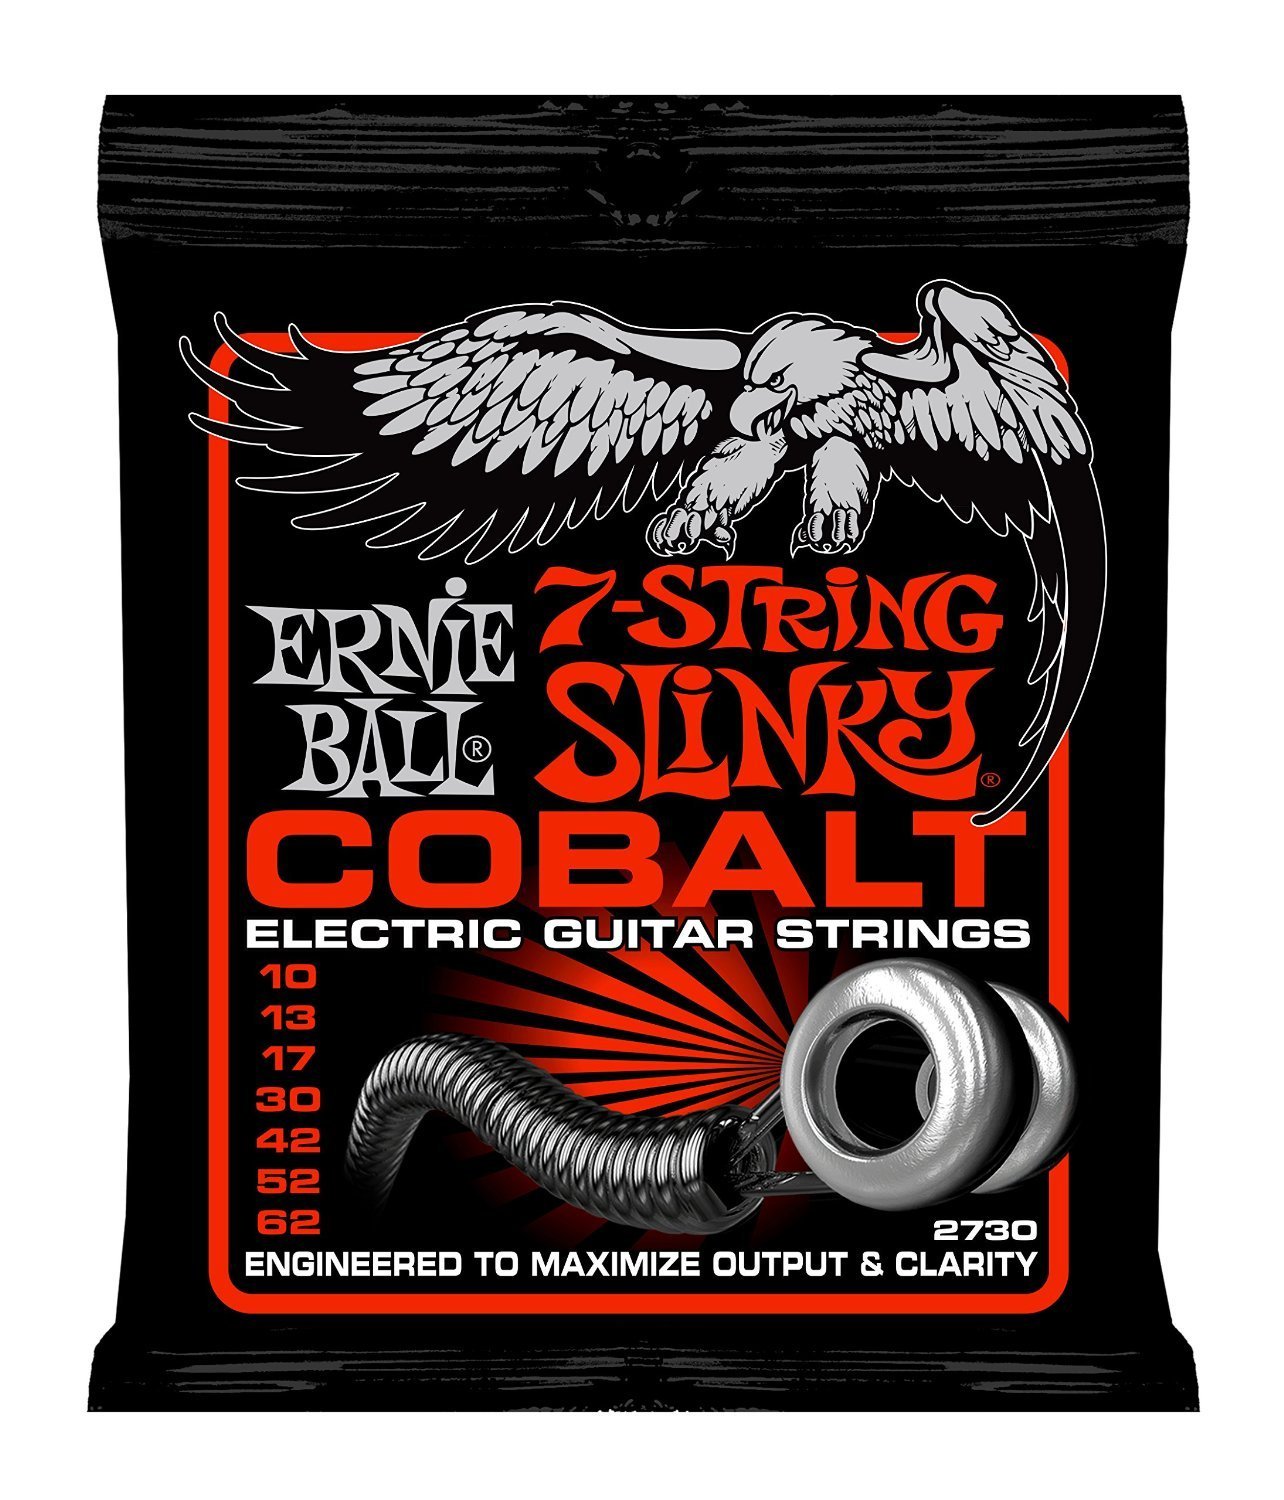 ERNiE
BALL®
7-STRiNG
SLiNKY®
COBALT
ELECTRIC GUITAR STRINGS
10
13
17
30
42
52
62
2730
ENGINEERED TO MAXIMIZE OUTPUT & CLARITY